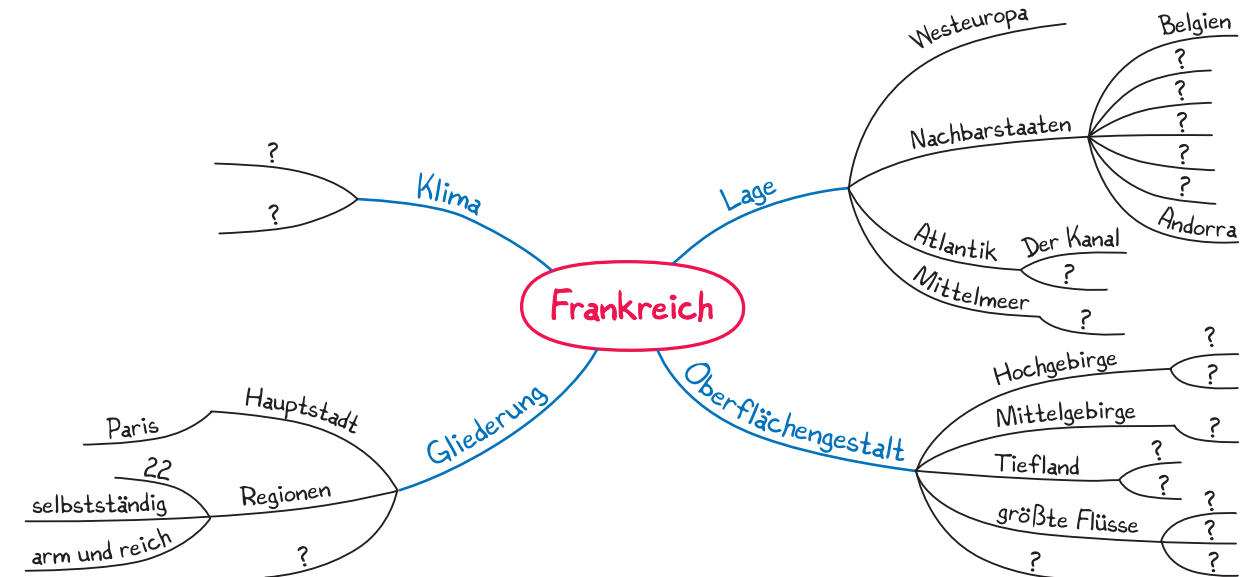 Frankreich
Lage
Westeuropa
Nachbarstaaten
Belgien
?
?
?
?
?
Andorra
Atlantik
Der Kanal
?
Mittelmeer
?
Oberflächengestalt
Hochgebirge
?
?
Mittelgebirge
?
Tiefland
?
?
größte Flüsse
?
?
?
?
Klima
?
?
Gliederung
Hauptstadt
Paris
Regionen
22
selbstständig
arm und reich
?